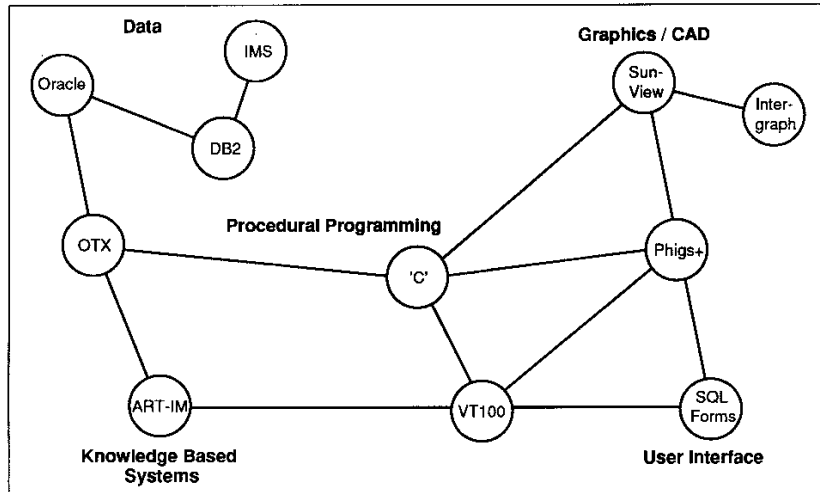 Data
IMS
Graphics / CAD
Oracle
Sun-
View
Inter-
graph
DB2
Procedural Programming
OTX
'C'
Phigs+
ART-IM
VT100
SQL
Forms
Knowledge Based
Systems
User Interface